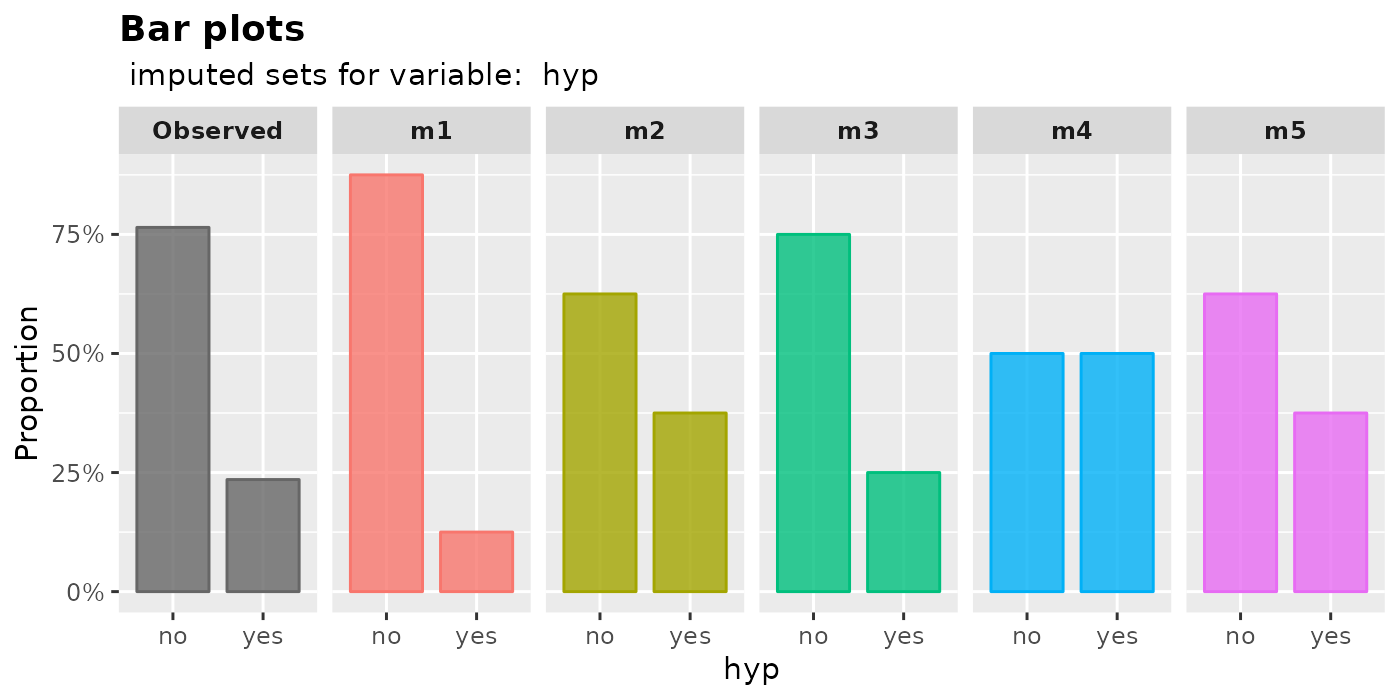 Bar plots
imputed sets for variable:  hyp
Observed m1 m2 m3 m4 m5
75%
50%
25%
0%
Proportion
no yes no yes no yes no yes no yes no yes
hyp